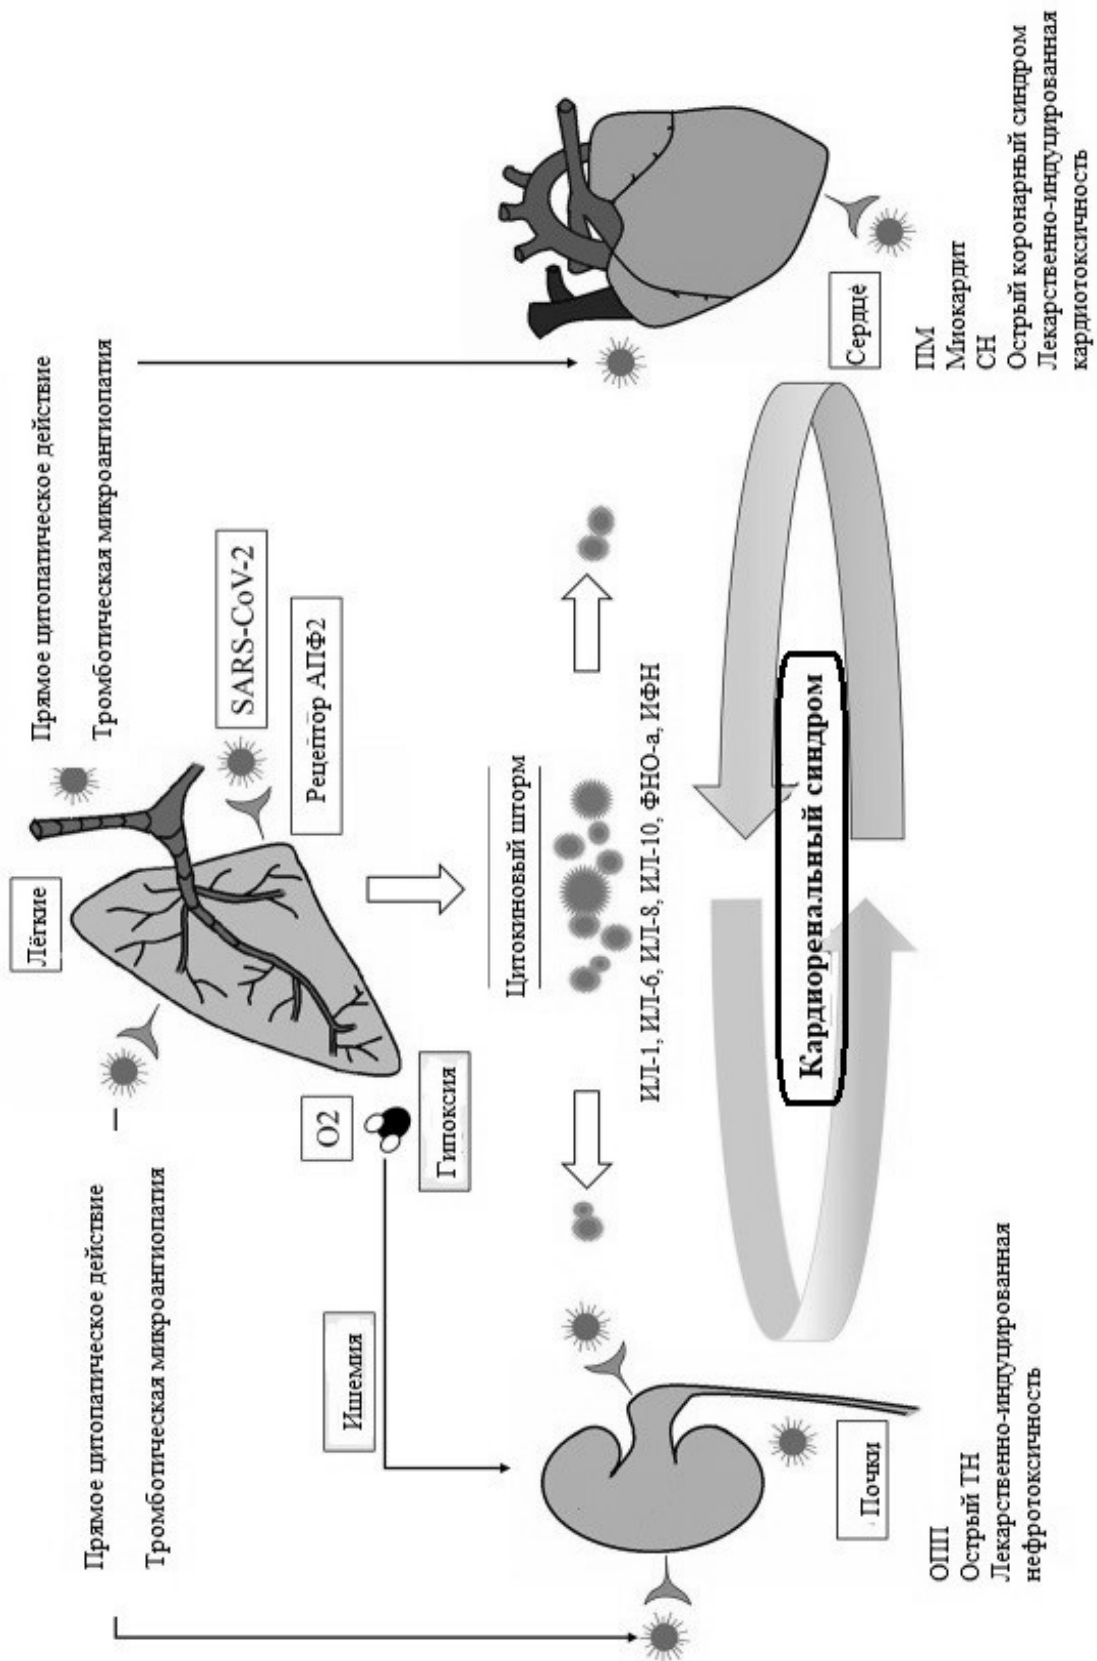 Прямое цитопатическое действие
Тромботическая микроангиопатия
Лёгкие
Прямое цитопатическое действие
Тромботическая микроангиопатия
SARS-CoV-2
Рецептор АПФ2
O2
Гипоксия
Ишемия
Цитокиновый шторм
ИЛ-1, ИЛ-6, ИЛ-8, ИЛ-10, ФНО-а, ИФН
Кардиоренальный синдром
Почки
ОПП
Острый ТН
Лекарственно-индуцированная
нефротоксичность
Сердце
ПМ
Миокардит
СН
Острый коронарный синдром
Лекарственно-индуцированная
кардиотоксичность